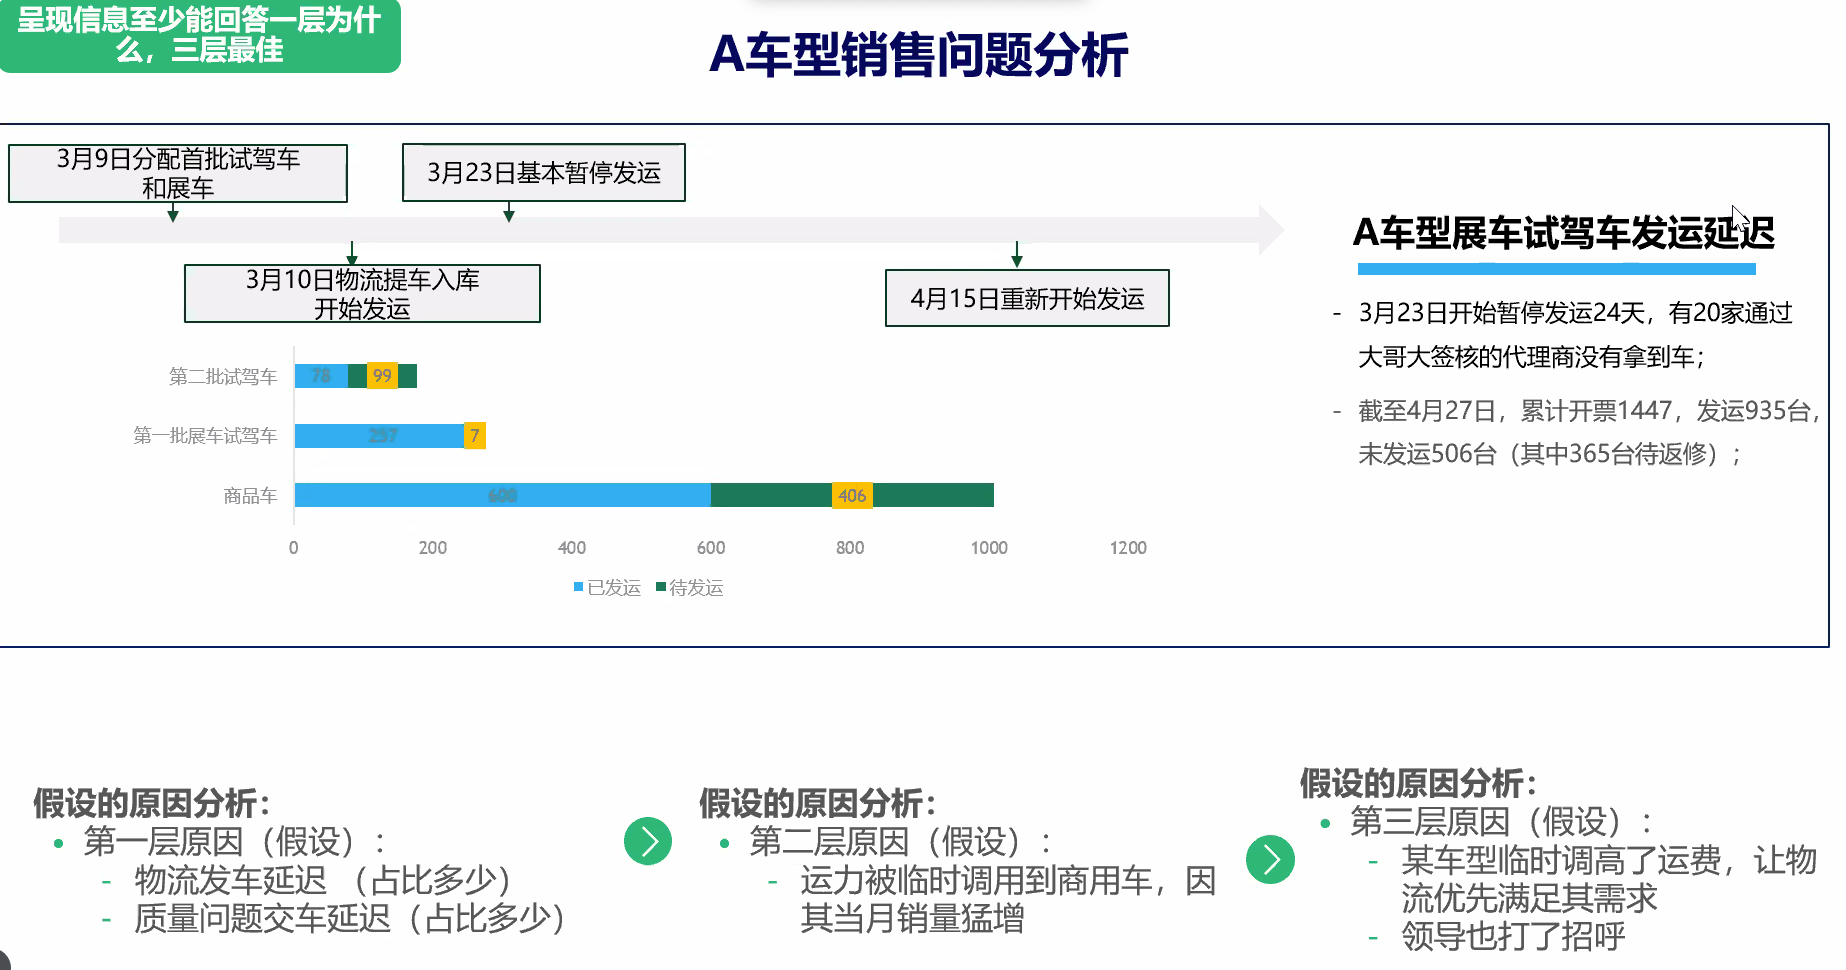 呈现信息至少能回答一层为什
么，三层最佳
A车型销售问题分析
3月9日分配首批试驾车
和展车
3月23日基本暂停发运
3月10日物流提车入库
开始发运
4月15日重新开始发运
A车型展车试驾车发运延迟
- 3月23日开始暂停发运24天，有20家通过
大哥大签核的代理商没有拿到车；
- 截至4月27日，累计开票1447，发运935台，
未发运506台（其中365台待返修）；
第二批试驾车
78
99
第一批展车试驾车
7
商品车
600
406
0 200 400 600 800 1000 1200
已发运 待发运
假设的原因分析：
• 第一层原因（假设）：
- 物流发车延迟 （占比多少）
- 质量问题交车延迟（占比多少）
假设的原因分析：
• 第二层原因（假设）：
- 运力被临时调用到商用车，因
其当月销量猛增
假设的原因分析：
• 第三层原因（假设）：
- 某车型临时调高了运费，让物
流优先满足其需求
- 领导也打了招呼